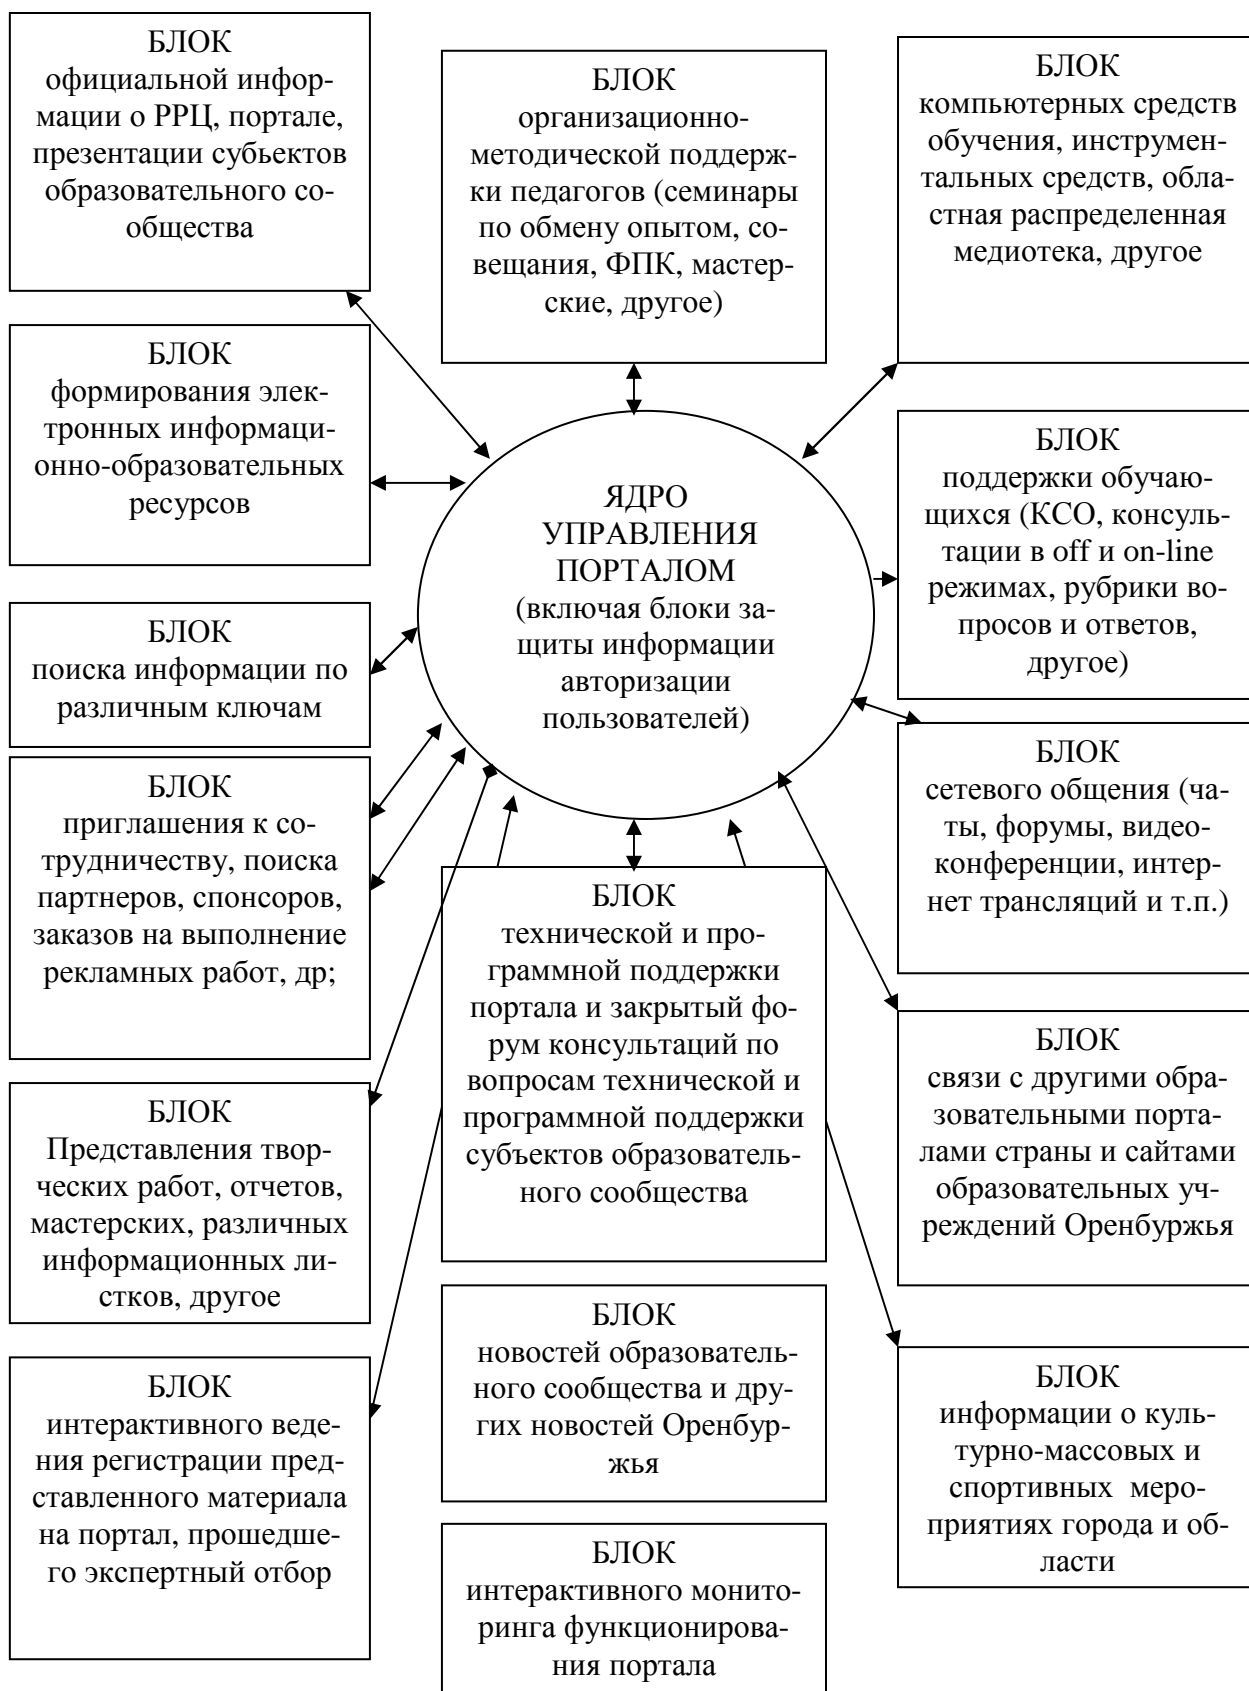 БЛОК
официальной инфор-
мации о РРЦ, портале,
презентации субьектов
образовательного со-
общества
БЛОК
организационно-
методической поддерж-
ки педагогов (семинары
по обмену опытом, со-
вещания, ФПК, мастер-
ские, другое)
БЛОК
компьютерных средств
обучения, инструмен-
тальных средств, обла-
стная распределенная
медиотека, другое
БЛОК
формирования элек-
тронных информаци-
онно-образовательных
ресурсов
ЯДРО
УПРАВЛЕНИЯ
ПОРТАЛОМ
(включая блоки за-
щиты информации
авторизации
пользователей)
БЛОК
поддержки обучаю-
щихся (КСО, консуль-
тации в off и on-line
режимах, рубрики во-
просов и ответов,
другое)
БЛОК
поиска информации по
различным ключам
БЛОК
приглашения к со-
трудничеству, поиска
партнеров, спонсоров,
заказов на выполнение
рекламных работ, др;
БЛОК
сетевого общения (ча-
ты, форумы, видео-
конференции, интер-
нет трансляций и т.п.)
БЛОК
технической и про-
граммной поддержки
портала и закрытый фо-
рум консультаций по
вопросам технической и
программной поддержки
субъектов образователь-
ного сообщества
БЛОК
связи с другими обра-
зовательными порта-
лами страны и сайтами
образовательных уч-
реждений Оренбуржья
БЛОК
Представления твор-
ческих работ, отчетов,
мастерских, различных
информационных ли-
стков, другое
БЛОК
новостей образователь-
ного сообщества и дру-
гих новостей Оренбур-
жья
БЛОК
информации о куль-
турно-массовых и
спортивных  меро-
приятиях города и об-
ласти
БЛОК
интерактивного веде-
ния регистрации пред-
ставленного материала
на портал, прошедше-
го экспертный отбор
БЛОК
интерактивного монито-
ринга функционирова-
ния портала